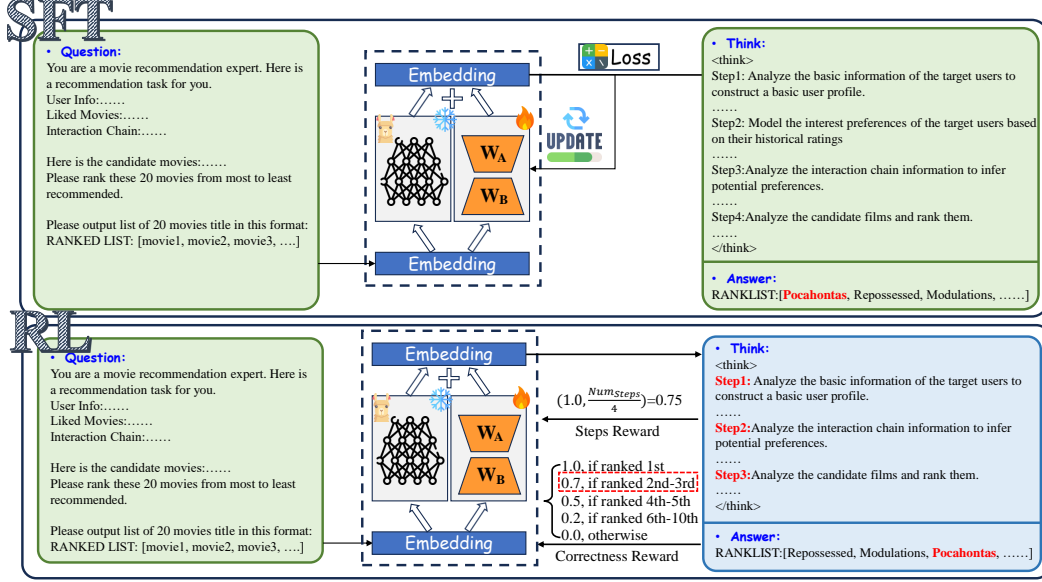 SFT
• Question:
You are a movie recommendation expert. Here is
a recommendation task for you.
User Info:……
Liked Movies:……
Interaction Chain:……
Here is the candidate movies:……
Please rank these 20 movies from most to least
recommended.
Please output list of 20 movies title in this format:
RANKED LIST: [movie1, movie2, movie3, ….]
Embedding
W_A
W_B
Embedding
Loss
UPDATE
• Think:
<think>
Step1: Analyze the basic information of the target users to
construct a basic user profile.
……
Step2: Model the interest preferences of the target users based
on their historical ratings
……
Step3:Analyze the interaction chain information to infer
potential preferences.
……
Step4:Analyze the candidate films and rank them.
……
</think>
• Answer:
RANKLIST:[Pocahontas, Repossessed, Modulations, ……]
RL
• Question:
You are a movie recommendation expert. Here is
a recommendation task for you.
User Info:……
Liked Movies:……
Interaction Chain:……
Here is the candidate movies:……
Please rank these 20 movies from most to least
recommended.
Please output list of 20 movies title in this format:
RANKED LIST: [movie1, movie2, movie3, ….]
Embedding
W_A
W_B
Embedding
(1.0, Num_Steps/4)=0.75
Steps Reward
1.0, if ranked 1st
0.7, if ranked 2nd-3rd
0.5, if ranked 4th-5th
0.2, if ranked 6th-10th
0.0, otherwise
Correctness Reward
• Think:
<think>
Step1: Analyze the basic information of the target users to
construct a basic user profile.
……
Step2:Analyze the interaction chain information to infer
potential preferences.
……
Step3:Analyze the candidate films and rank them.
……
</think>
• Answer:
RANKLIST:[Repossessed, Modulations, Pocahontas, ……]